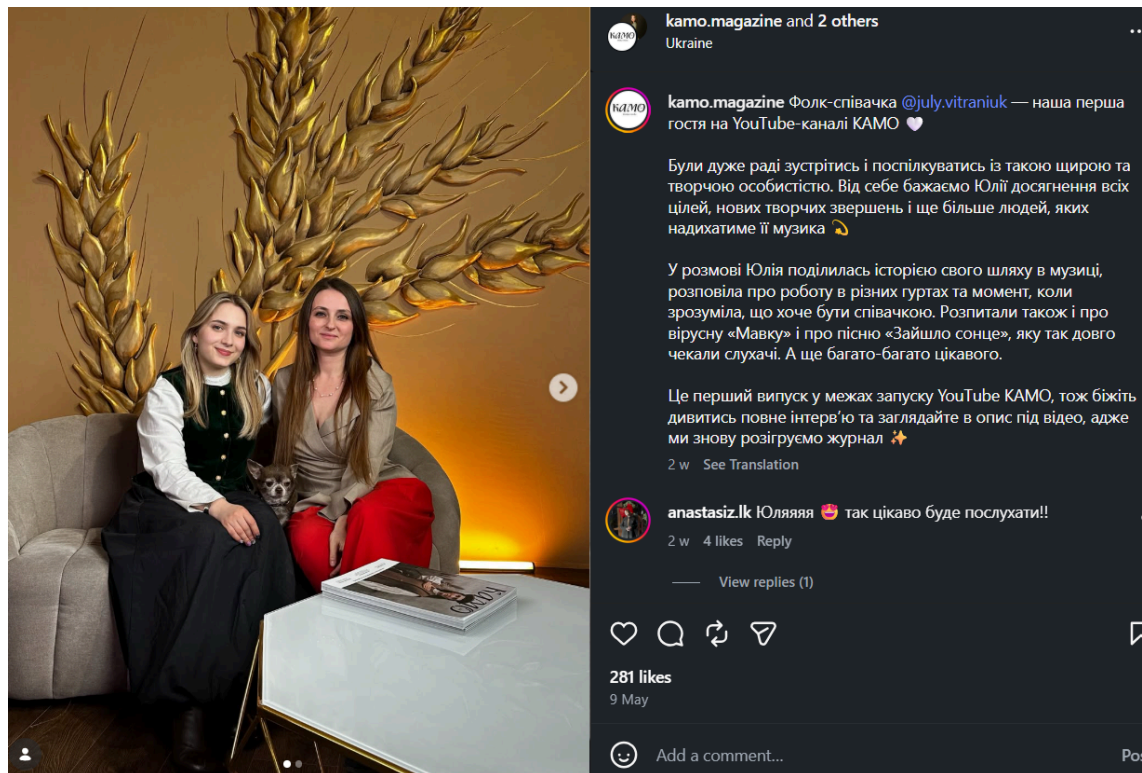 kamo.magazine and 2 others
Ukraine
камо
kamo.magazine Фолк-співачка @july.vitraniuk — наша перша
гостя на YouTube-каналі КАМО 🤍
Були дуже раді зустрітись і поспілкуватись із такою щирою та
творчою особистістю. Від себе бажаємо Юлії досягнення всіх
цілей, нових творчих звершень і ще більше людей, яких
надихатиме її музика 💫
У розмові Юлія поділилась історією свого шляху в музиці,
розповіла про роботу в різних гуртах та момент, коли
зрозуміла, що хоче бути співачкою. Розпитали також і про
вірусну «Мавку» і про пісню «Зайшло сонце», яку так довго
чекали слухачі. А ще багато-багато цікавого.
Це перший випуск у межах запуску YouTube КАМО, тож біжіть
дивитись повне інтерв’ю та заглядайте в опис під відео, адже
ми знову розігруємо журнал ✨
2 w See Translation
anastasiz.lk Юляяяя 🤩 так цікаво буде послухати!!
2 w 4 likes Reply
View replies (1)
281 likes
9 May
Add a comment...
КАМО